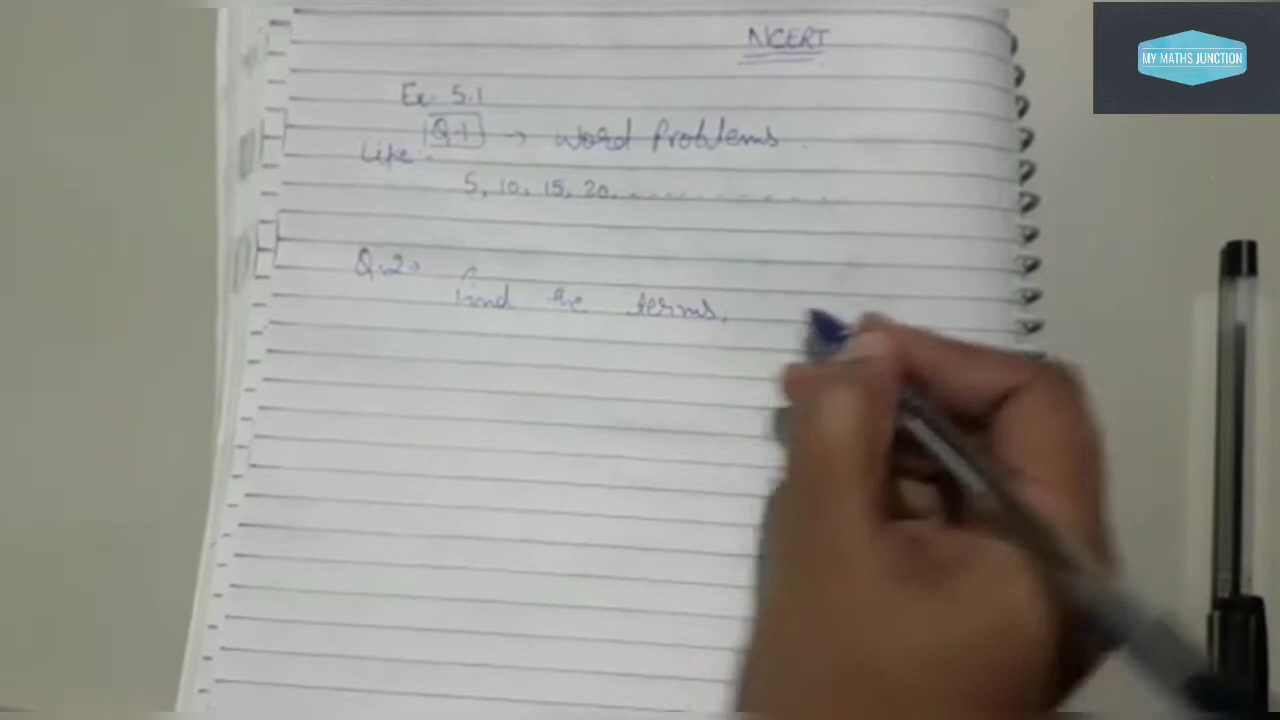 NCERT
MY MATHS JUNCTION
Ex. 5.1
Q.1 → Word Problems
Like:-
5, 10, 15, 20, ............
Q.2→
find the terms.